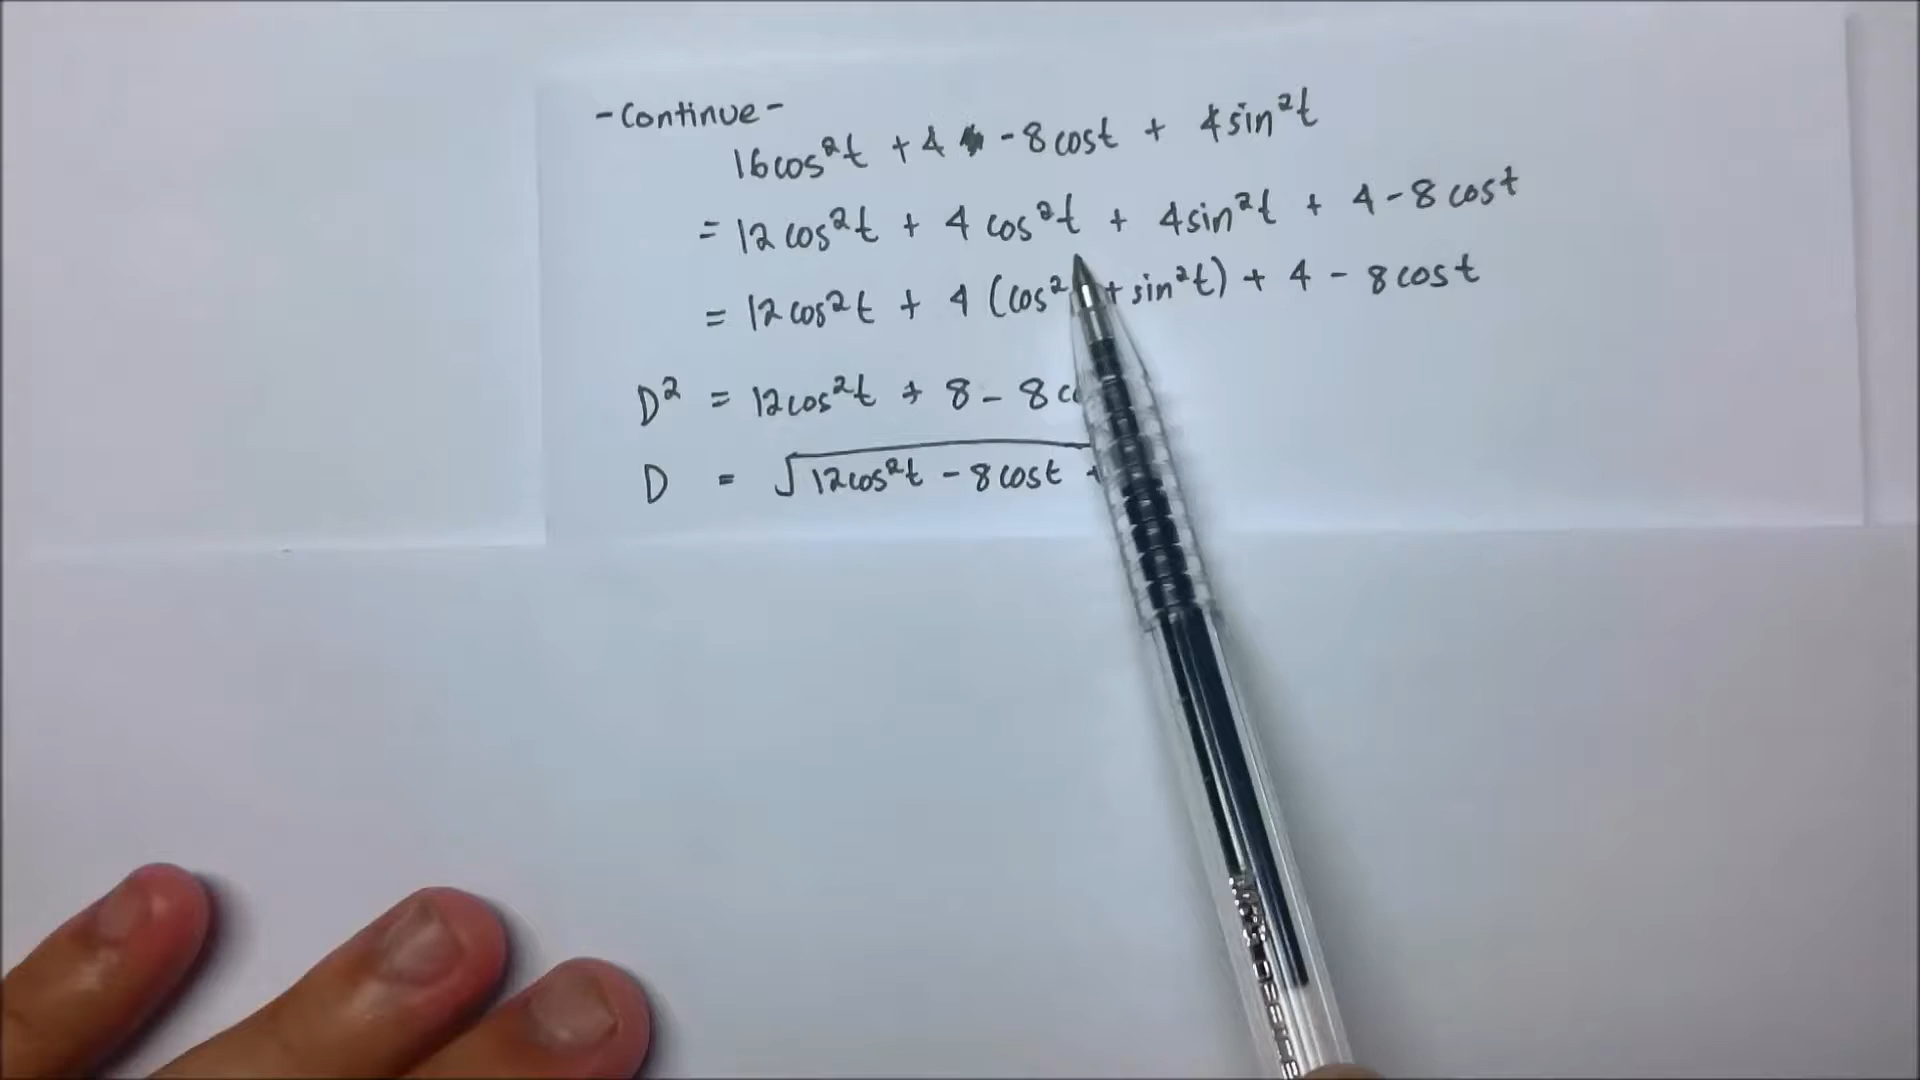 - Continue -
16cos²t + 4 - 8cost + 4sin²t
= 12cos²t + 4cos²t + 4sin²t + 4 - 8cost
= 12cos²t + 4(cos² + sin²t) + 4 - 8cost
D² = 12cos²t + 8 - 8
D = √12cos²t - 8cost +